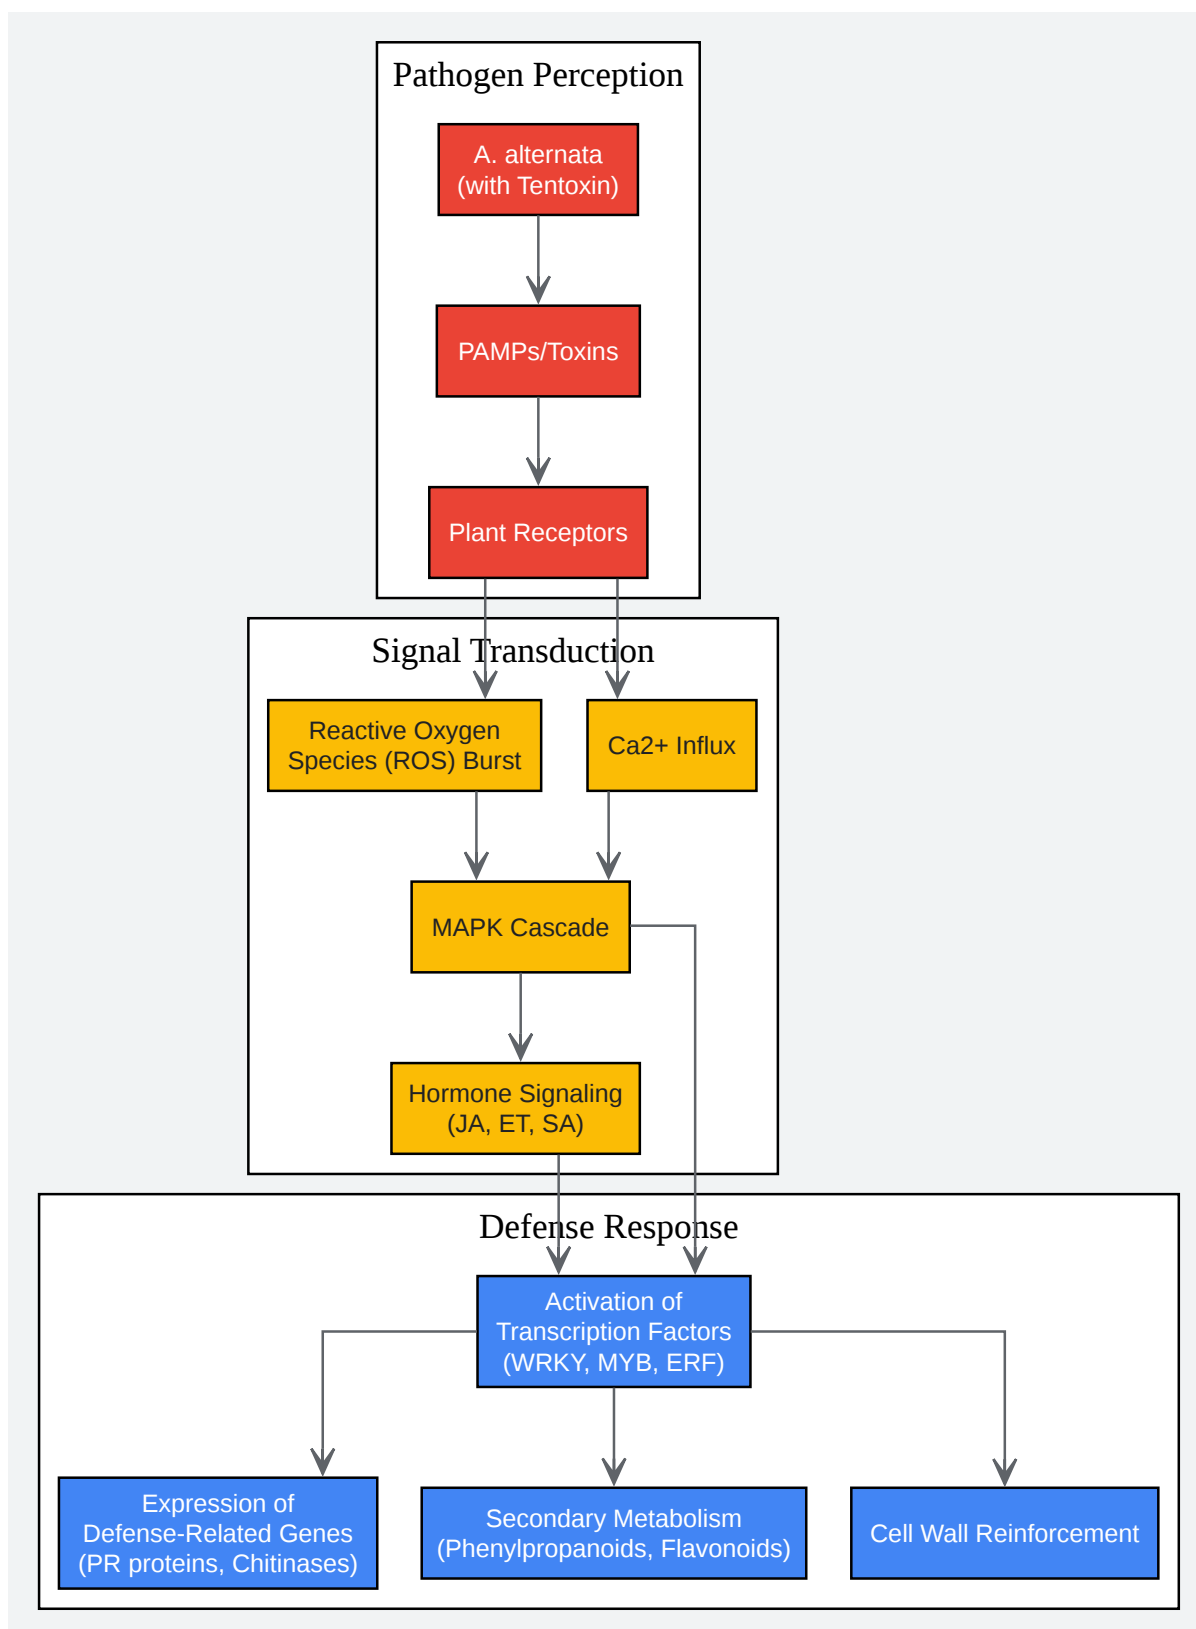 Pathogen Perception
A. alternata
(with Tentoxin)
PAMPs/Toxins
Plant Receptors
Signal Transduction
Reactive Oxygen
Species (ROS) Burst
Ca2+ Influx
MAPK Cascade
Hormone Signaling
(JA, ET, SA)
Defense Response
Activation of
Transcription Factors
(WRKY, MYB, ERF)
Expression of
Defense-Related Genes
(PR proteins, Chitinases)
Secondary Metabolism
(Phenylpropanoids, Flavonoids)
Cell Wall Reinforcement